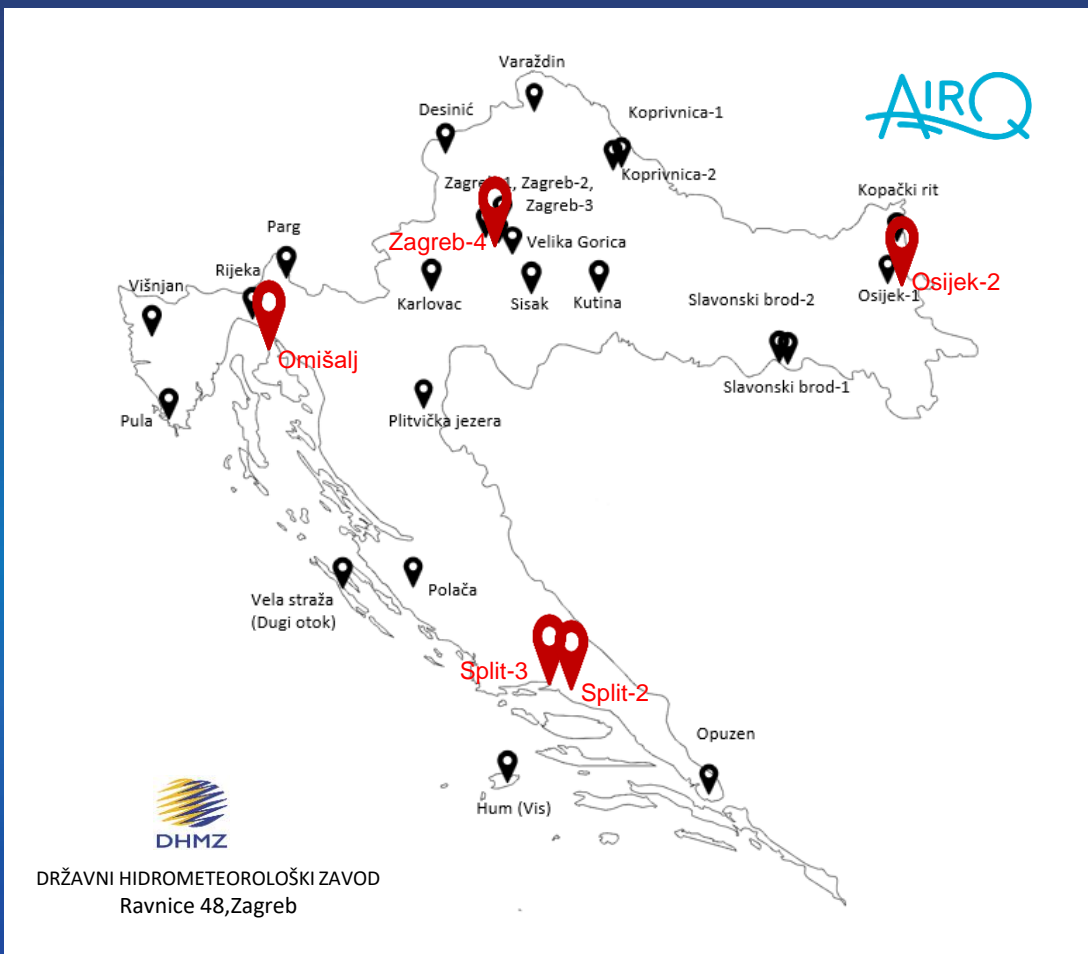 Varaždin
AIRQ
Desinić
Koprivnica-1
Koprivnica-2
Zagreb-1, Zagreb-2,
Zagreb-3
Kopački rit
Zagreb-4
Velika Gorica
Parg
Rijeka
Višnjan
Karlovac
Sisak
Kutina
Slavonski brod-2
Osijek-1
Osijek-2
Omišalj
Slavonski brod-1
Pula
Plitvička jezera
Polača
Vela straža
(Dugi otok)
Split-3
Split-2
Opuzen
Hum (Vis)
DHMZ
DRŽAVNI HIDROMETEOROLOŠKI ZAVOD
Ravnice 48,Zagreb